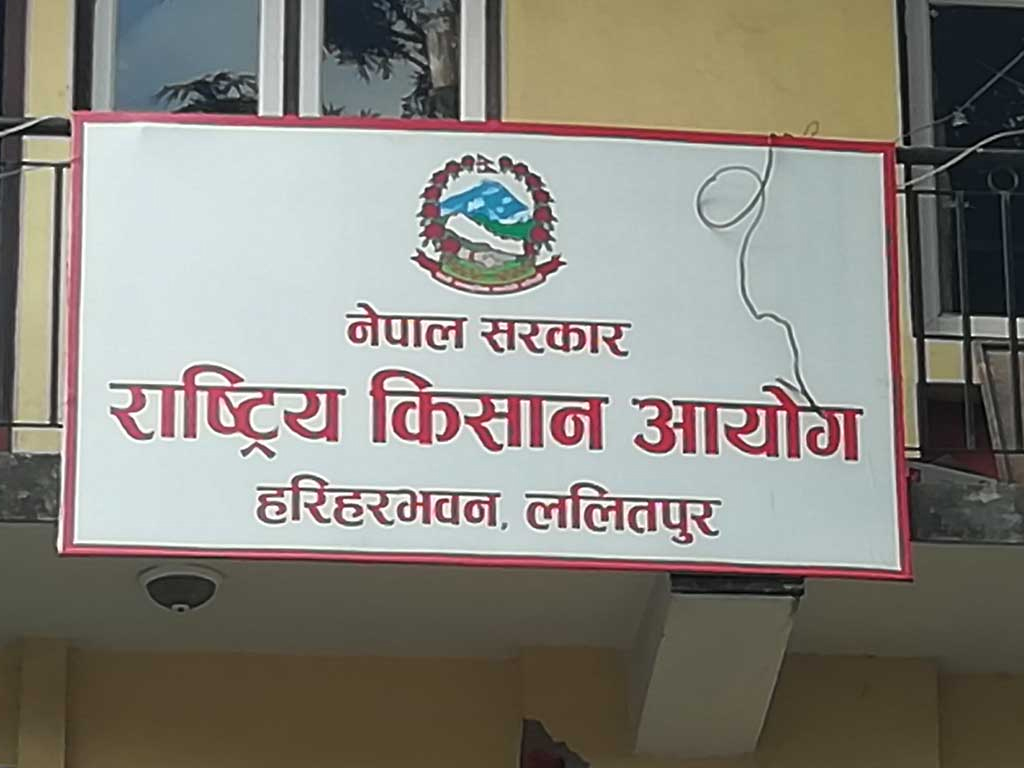 नेपाल सरकार
राष्ट्रिय किसान आयोग
हरिहरभवन, ललितपुर